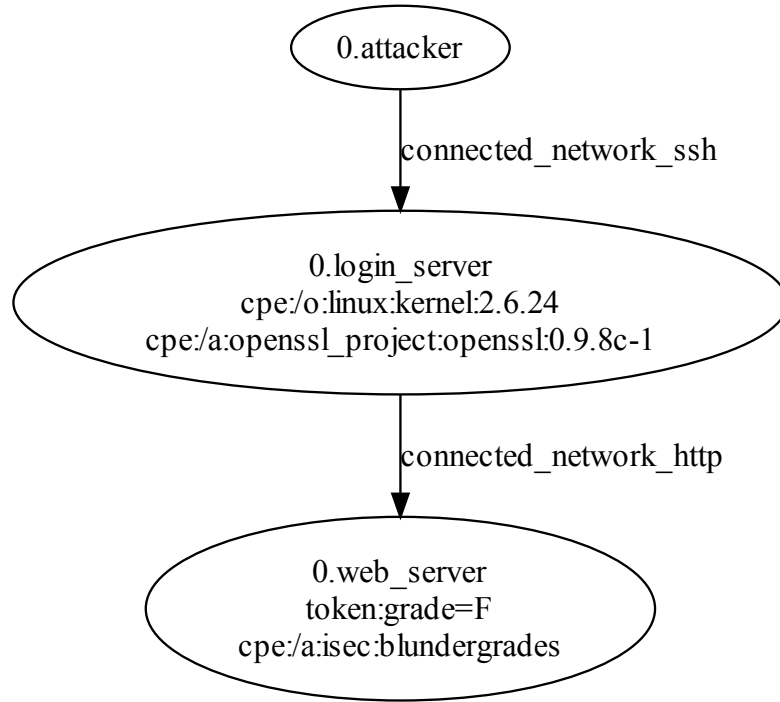 0.attacker
connected_network_ssh
0.login_server
cpe:/o:linux:kernel:2.6.24
cpe:/a:openssl_project:openssl:0.9.8c-1
connected_network_http
0.web_server
token:grade=F
cpe:/a:isec:blundergrades